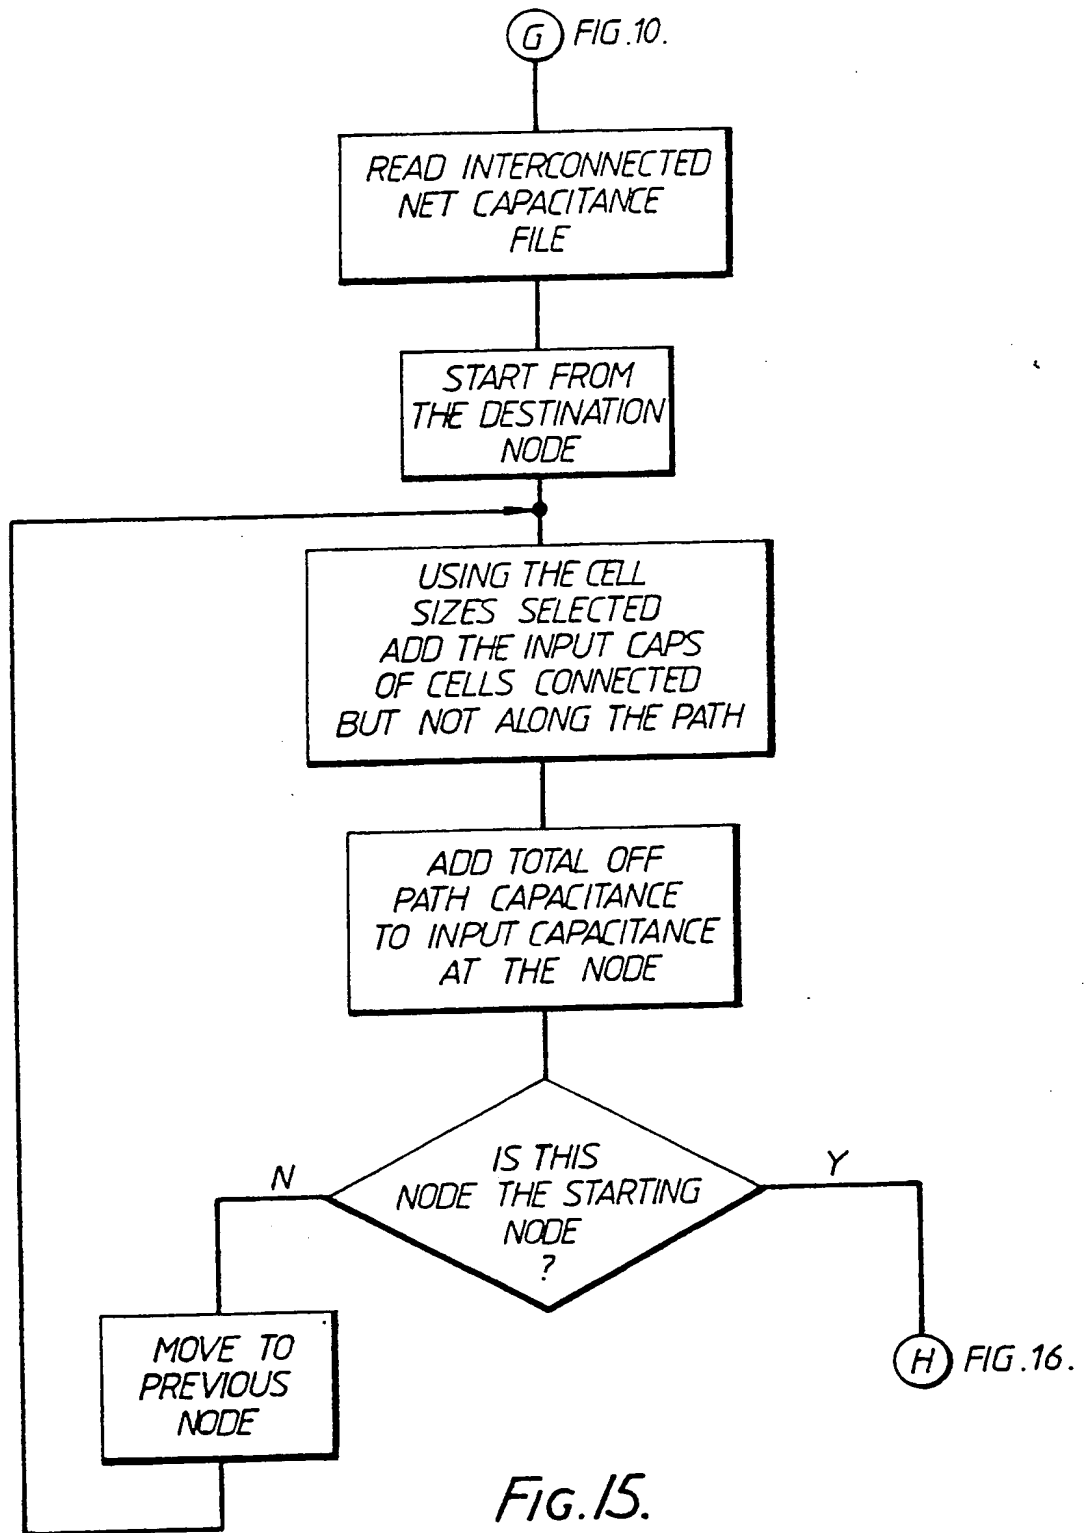 G FIG.10.
READ INTERCONNECTED
NET CAPACITANCE
FILE
START FROM
THE DESTINATION
NODE
USING THE CELL
SIZES SELECTED
ADD THE INPUT CAPS
OF CELLS CONNECTED
BUT NOT ALONG THE PATH
ADD TOTAL OFF
PATH CAPACITANCE
TO INPUT CAPACITANCE
AT THE NODE
IS THIS
NODE THE STARTING
NODE
?
N
Y
MOVE TO
PREVIOUS
NODE
H FIG.16.
FIG.15.